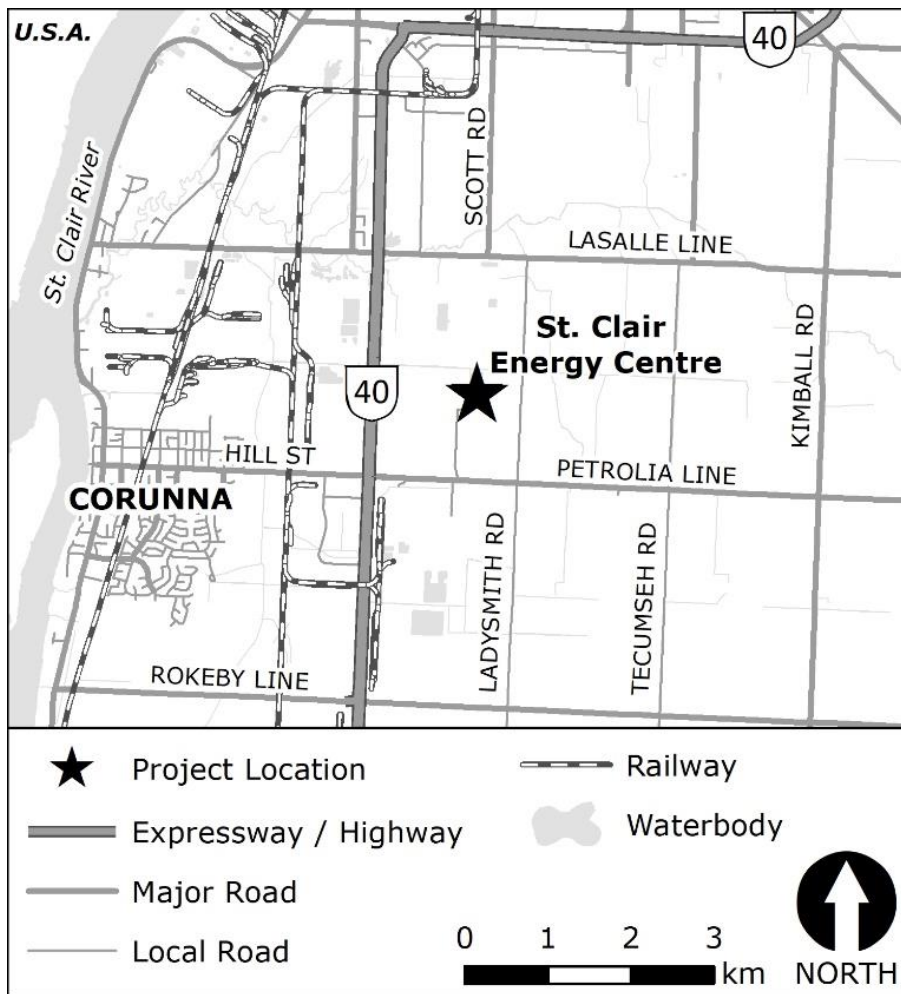 U.S.A.
40
St. Clair River
SCOTT RD
LASALLE LINE
St. Clair
Energy Centre
KIMBALL RD
40
HILL ST
PETROLIA LINE
CORUNNA
LADYSMITH RD
TECUMSEH RD
ROKEBY LINE
Project Location
Railway
Expressway / Highway
Waterbody
Major Road
Local Road
0 1 2 3
km
NORTH